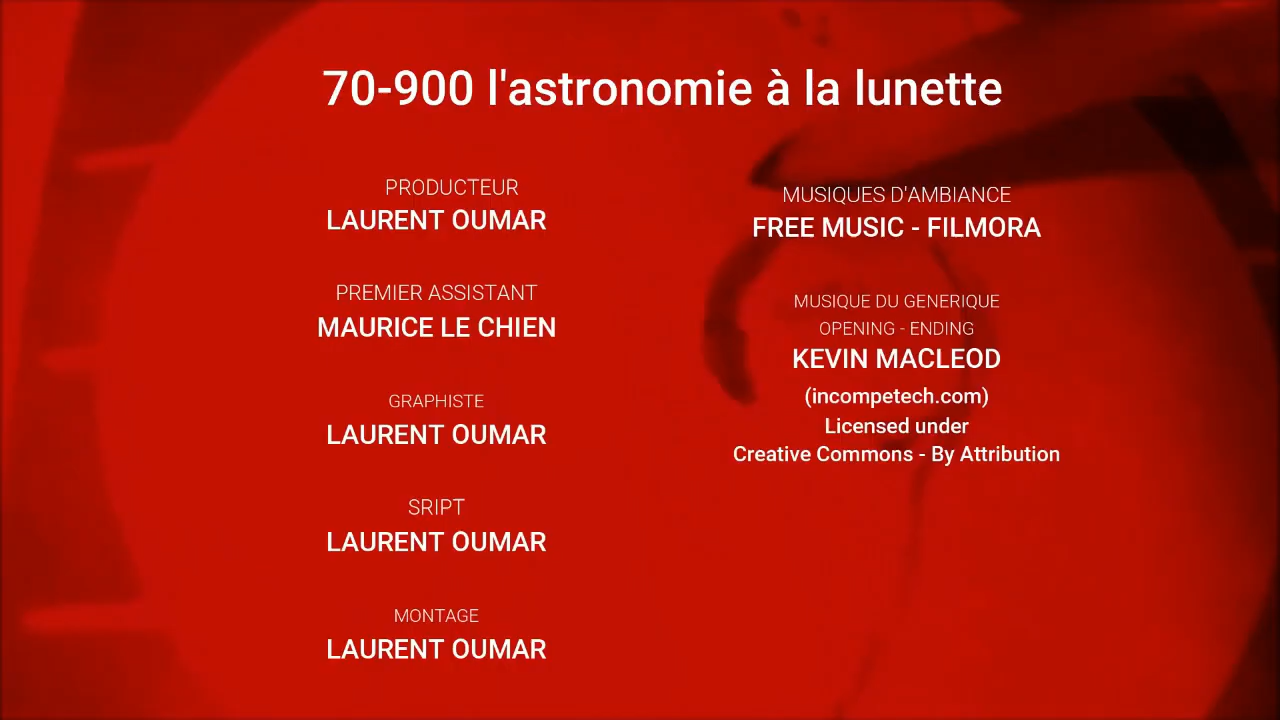 70-900 l'astronomie à la lunette
PRODUCTEUR
LAURENT OUMAR
PREMIER ASSISTANT
MAURICE LE CHIEN
GRAPHISTE
LAURENT OUMAR
SRIPT
LAURENT OUMAR
MONTAGE
LAURENT OUMAR
MUSIQUES D'AMBIANCE
FREE MUSIC - FILMORA
MUSIQUE DU GENERIQUE
OPENING - ENDING
KEVIN MACLEOD
(incompetech.com)
Licensed under
Creative Commons - By Attribution